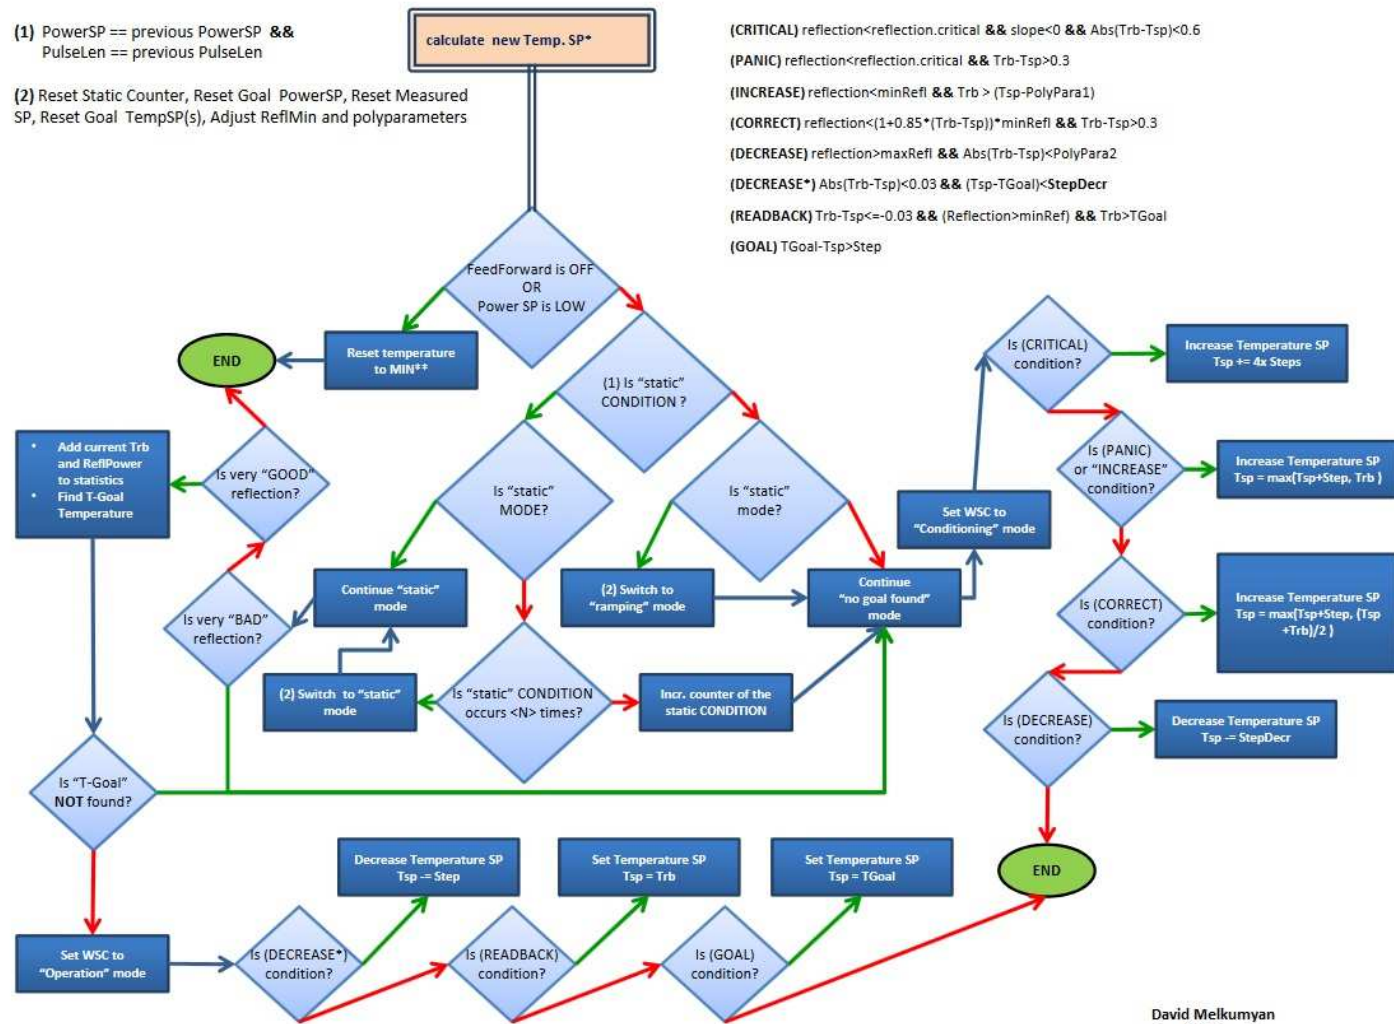 (1) PowerSP == previous PowerSP &&
PulseLen == previous PulseLen
(2) Reset Static Counter, Reset Goal PowerSP, Reset Measured
SP, Reset Goal TempSP(s), Adjust ReflMin and polyparameters
calculate new Temp. SP*
(CRITICAL) reflection<reflection.critical && slope<0 && Abs(Trb-Tsp)<0.6
(PANIC) reflection<reflection.critical && Trb-Tsp>0.3
(INCREASE) reflection<minRefl && Trb > (Tsp-PolyPara1)
(CORRECT) reflection<(1+0.85*(Trb-Tsp))*minRefl && Trb-Tsp>0.3
(DECREASE) reflection>maxRefl && Abs(Trb-Tsp)<PolyPara2
(DECREASE*) Abs(Trb-Tsp)<0.03 && (Tsp-TGoal)<StepDecr
(READBACK) Trb-Tsp<=-0.03 && (Reflection>minRef) && Trb>TGoal
(GOAL) TGoal-Tsp>Step
FeedForward is OFF
OR
Power SP is LOW
END
Reset temperature
to MIN**
(1) Is “static”
CONDITION ?
Is (CRITICAL)
condition?
Increase Temperature SP
Tsp += 4x Steps
• Add current Trb
and ReflPower
to statistics
• Find T-Goal
Temperature
Is very “GOOD”
reflection?
Is “static”
MODE?
Is “static”
mode?
Set WSC to
“Conditioning” mode
Is (PANIC)
or “INCREASE”
condition?
Increase Temperature SP
Tsp = max(Tsp+Step, Trb )
Is very “BAD”
reflection?
Continue “static”
mode
(2) Switch to
“ramping” mode
Continue
“no goal found”
mode
Is (CORRECT)
condition?
Increase Temperature SP
Tsp = max(Tsp+Step, (Tsp
+Trb)/2 )
(2) Switch to “static”
mode
Is “static” CONDITION
occurs <N> times?
Incr. counter of the
static CONDITION
Is (DECREASE)
condition?
Decrease Temperature SP
Tsp -= StepDecr
Is “T-Goal”
NOT found?
Decrease Temperature SP
Tsp -= Step
Set Temperature SP
Tsp = Trb
Set Temperature SP
Tsp = TGoal
END
Set WSC to
“Operation” mode
Is (DECREASE*)
condition?
Is (READBACK)
condition?
Is (GOAL)
condition?
David Melkumyan